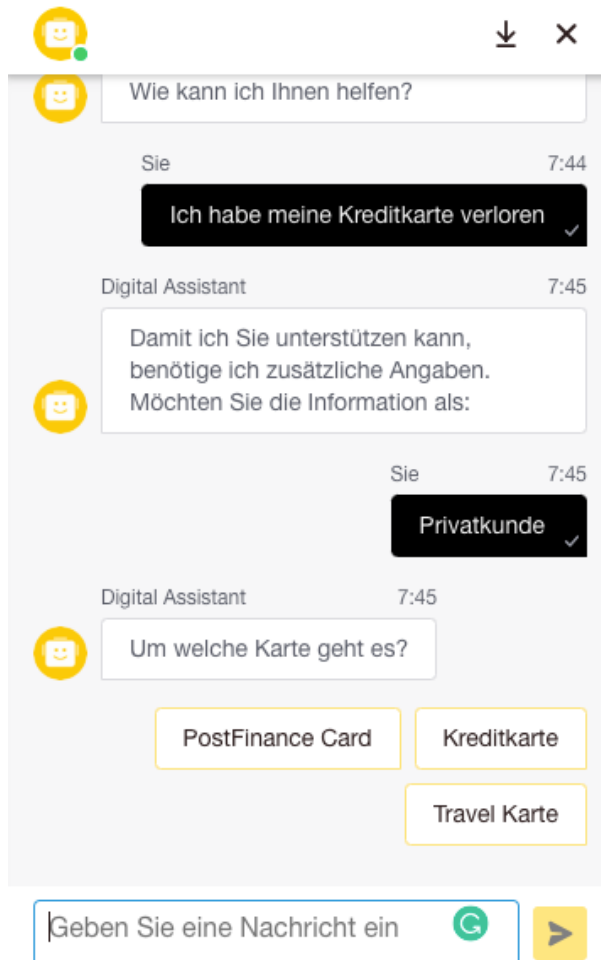 Wie kann ich Ihnen helfen?
Sie 7:44
Ich habe meine Kreditkarte verloren
Digital Assistant 7:45
Damit ich Sie unterstützen kann,
benötige ich zusätzliche Angaben.
Möchten Sie die Information als:
Sie 7:45
Privatkunde
Digital Assistant 7:45
Um welche Karte geht es?
PostFinance Card Kreditkarte
Travel Karte
Geben Sie eine Nachricht ein